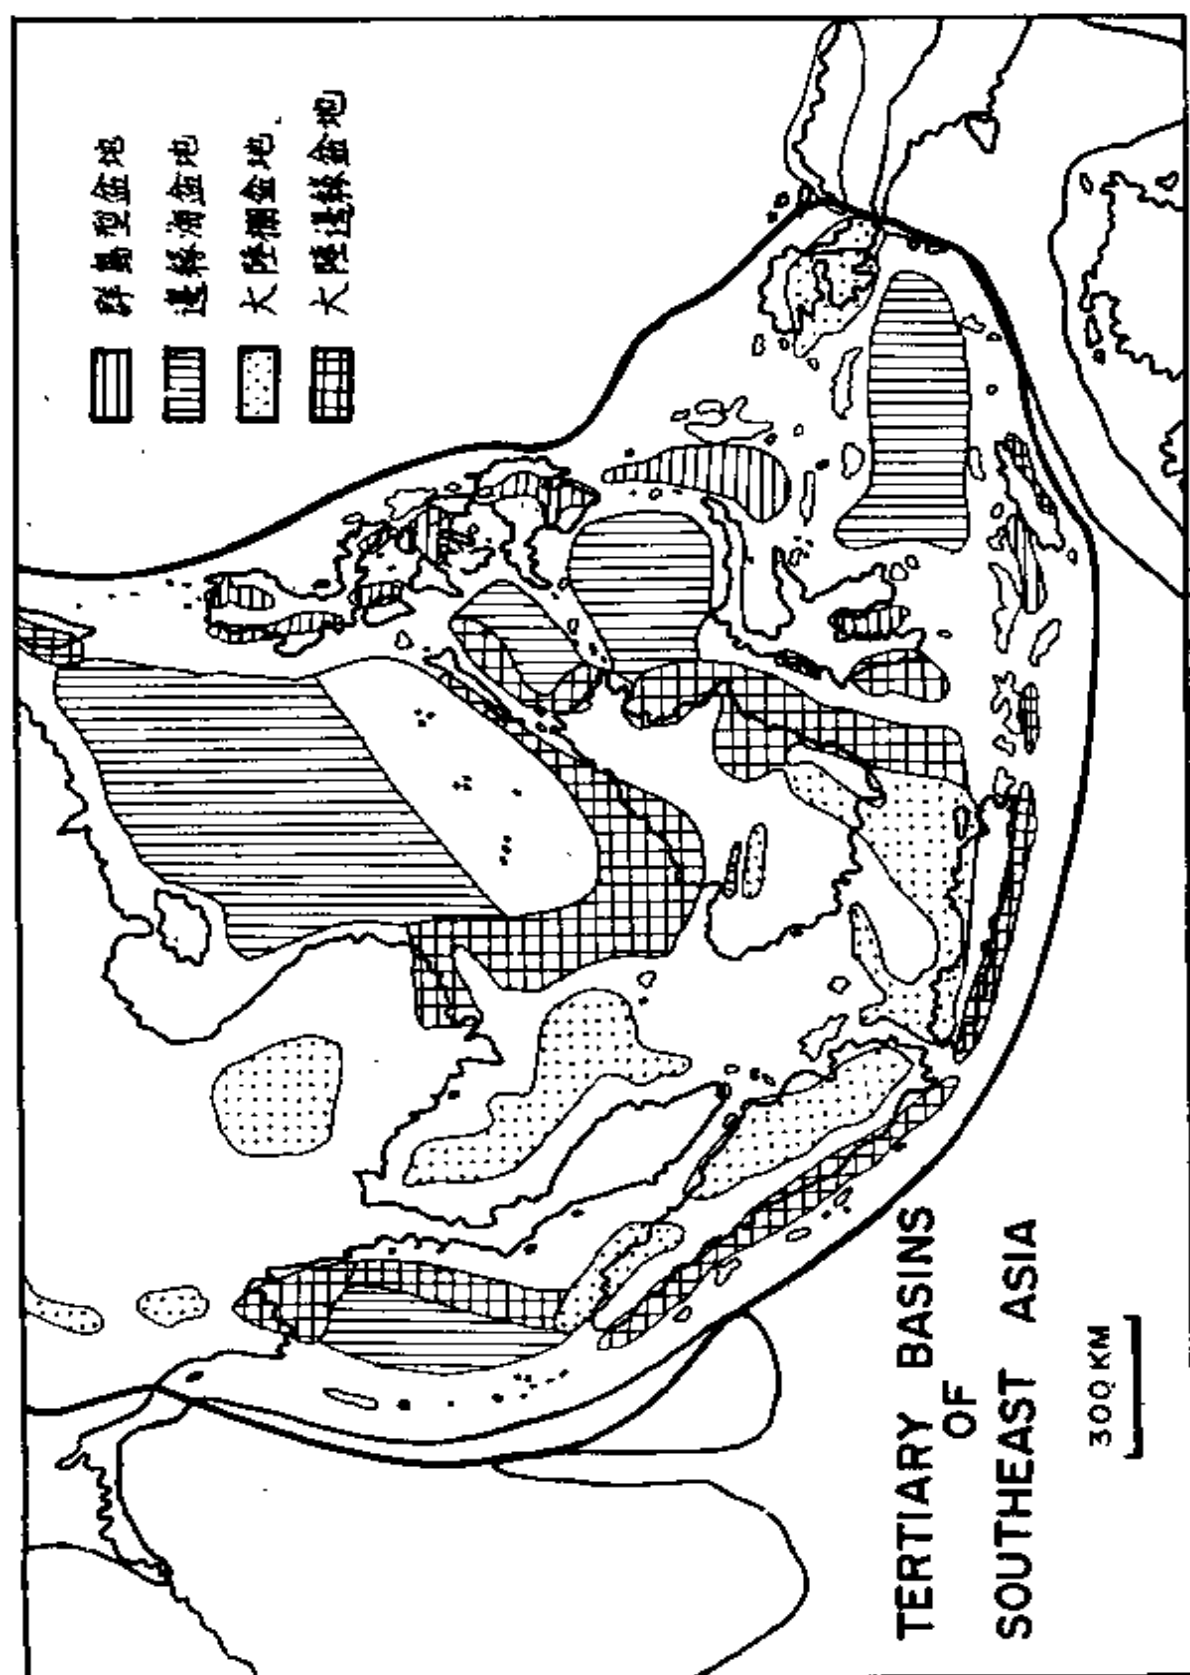 群島型盆地
邊緣海盆地
大陸棚盆地
大陸邊緣盆地
TERTIARY BASINS
OF
SOUTHEAST ASIA
300 KM